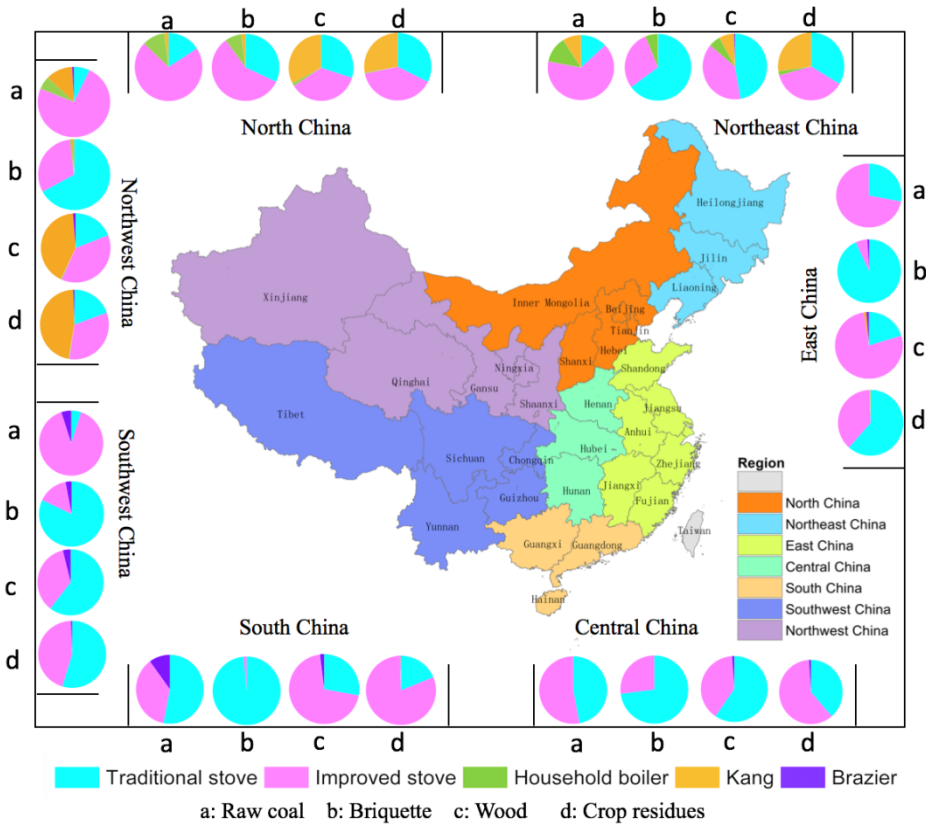 a b c d
a b c d
North China
Northeast China
a
b
c
d
Northwest China
a
b
c
d
East China
a
b
c
d
Southwest China
Heilongjiang
Jilin
Liaoning
Xinjiang
Inner Mongolia
Beijing
Tianjin
Hebei
Shanxi
Shandong
Ningxia
Qinghai
Gansu
Shaanxi
Henan
Jiangsu
Tibet
Anhui
Sichuan
Chongqin
Hubei
Zhejiang
Guizhou
Hunan
Jiangxi
Fujian
Yunnan
Guangxi
Guangdong
Taiwan
Hainan
Region
North China
Northeast China
East China
Central China
South China
Southwest China
Northwest China
South China
Central China
a b c d
a b c d
Traditional stove Improved stove Household boiler Kang Brazier
a: Raw coal b: Briquette c: Wood d: Crop residues